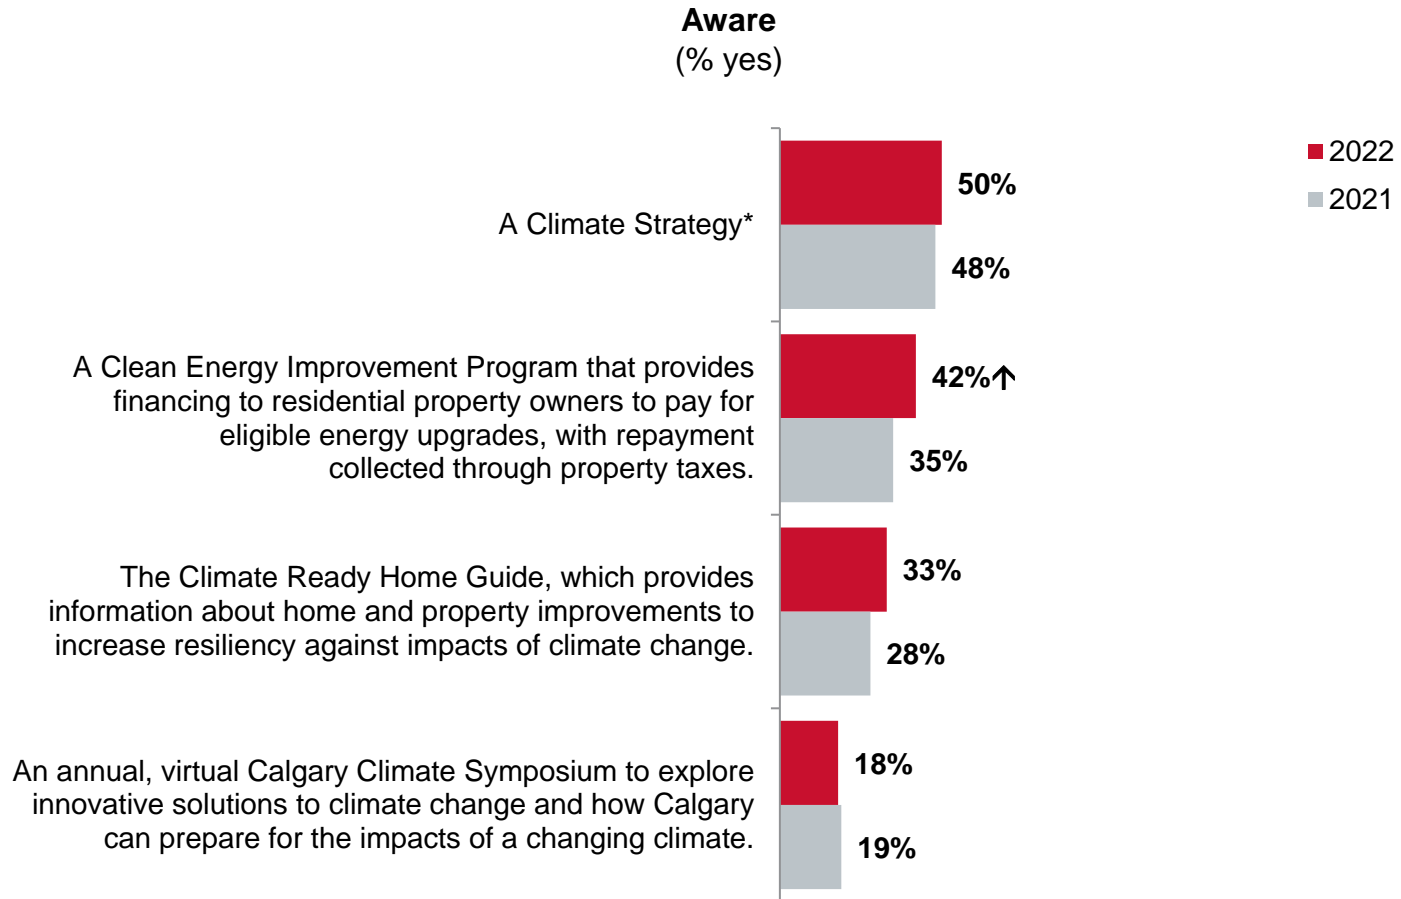 Aware
(% yes)
2022
2021
A Climate Strategy*
50%
48%
A Clean Energy Improvement Program that provides
financing to residential property owners to pay for
eligible energy upgrades, with repayment
collected through property taxes.
42%↑
35%
The Climate Ready Home Guide, which provides
information about home and property improvements to
increase resiliency against impacts of climate change.
33%
28%
An annual, virtual Calgary Climate Symposium to explore
innovative solutions to climate change and how Calgary
can prepare for the impacts of a changing climate.
18%
19%